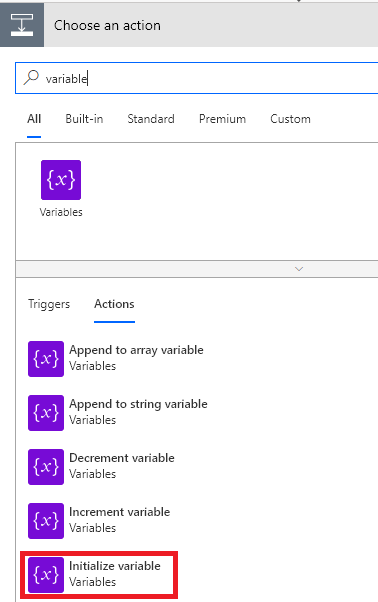 Choose an action
variable
All Built-in Standard Premium Custom
{x}
Variables
Triggers Actions
{x} Append to array variable
Variables
{x} Append to string variable
Variables
{x} Decrement variable
Variables
{x} Increment variable
Variables
{x} Initialize variable
Variables